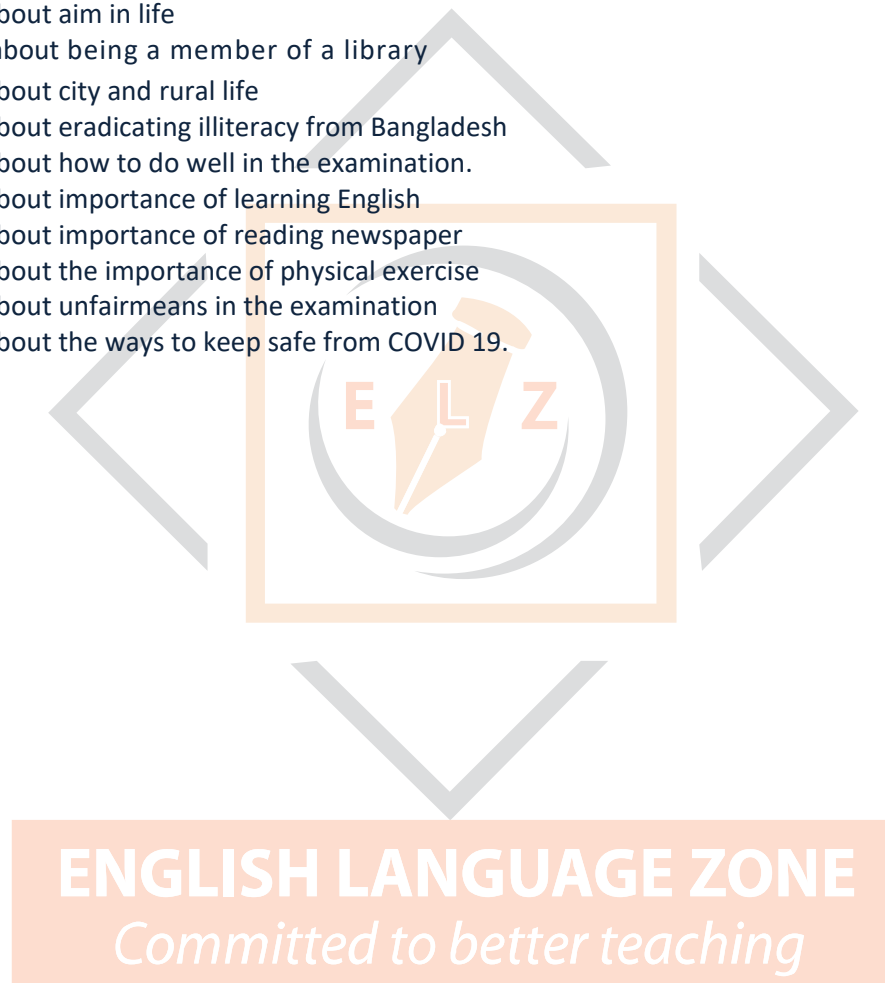 bout aim in life
about being a member of a library
bout city and rural life
bout eradicating illiteracy from Bangladesh
bout how to do well in the examination.
bout importance of learning English
bout importance of reading newspaper
bout the importance of physical exercise
bout unfairmeans in the examination
bout the ways to keep safe from COVID 19.
E L Z
ENGLISH LANGUAGE ZONE
Committed to better teaching